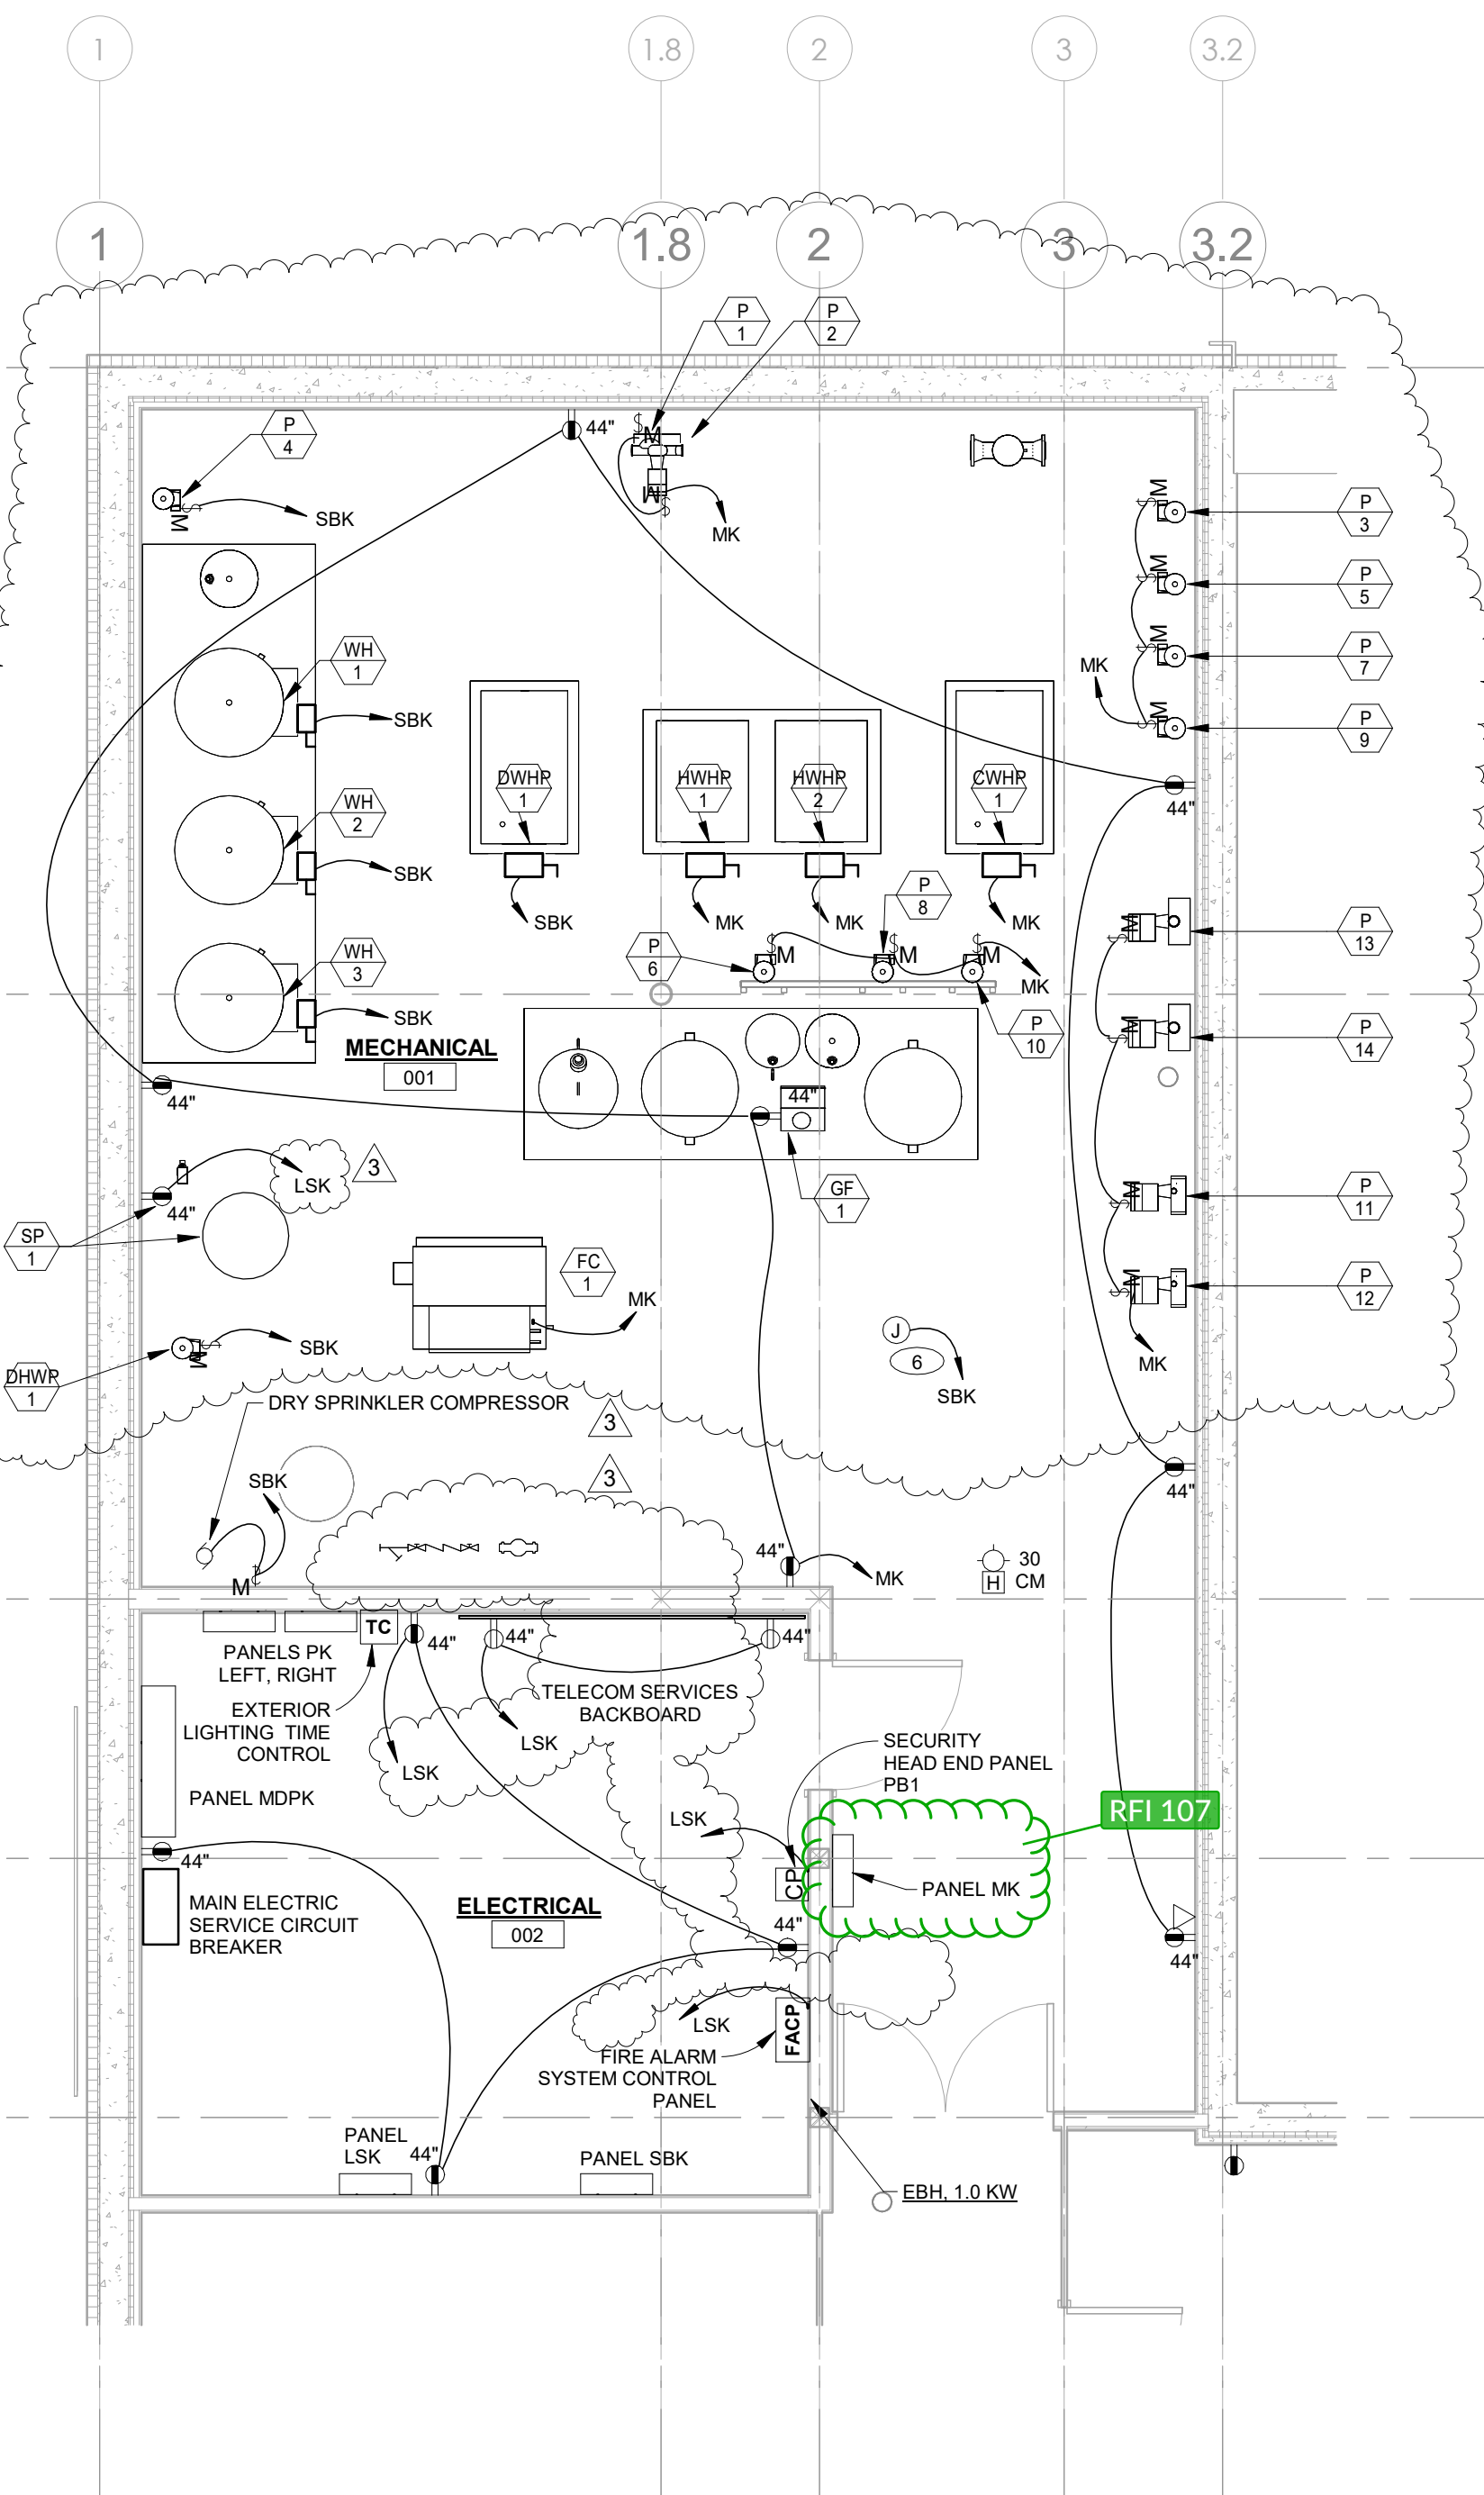 1
1.8
2
3
3.2
1
1.8
2
3
3.2
P
1
P
2
P
4
44"
$
M
M
$
MK
M
$
SBK
M
$
P
3
M
$
P
5
M
$
P
7
MK
M
$
P
9
WH
1
SBK
WH
2
SBK
WH
3
SBK
DWHP
1
SBK
HWHP
1
MK
HWHP
2
MK
CWHP
1
MK
44"
P
8
P
6
$
M
$
M
$
M
MK
P
10
M
$
P
13
M
$
P
14
MECHANICAL
001
44"
44"
GF
1
LSK
3
44"
SP
1
M
$
P
11
M
$
P
12
MK
FC
1
MK
J
6
SBK
M
$
SBK
DHWP
1
DRY SPRINKLER COMPRESSOR
3
3
SBK
M
$
44"
44"
MK
30
H
CM
PANELS PK
LEFT, RIGHT
TC
44"
44"
44"
EXTERIOR
LIGHTING TIME
CONTROL
TELECOM SERVICES
BACKBOARD
LSK
LSK
PANEL MDPK
SECURITY
HEAD END PANEL
PB1
RFI 107
LSK
CP
PANEL MK
44"
MAIN ELECTRIC
SERVICE CIRCUIT
BREAKER
ELECTRICAL
002
44"
44"
LSK
FACP
FIRE ALARM
SYSTEM CONTROL
PANEL
PANEL
LSK
44"
PANEL SBK
EBH, 1.0 KW